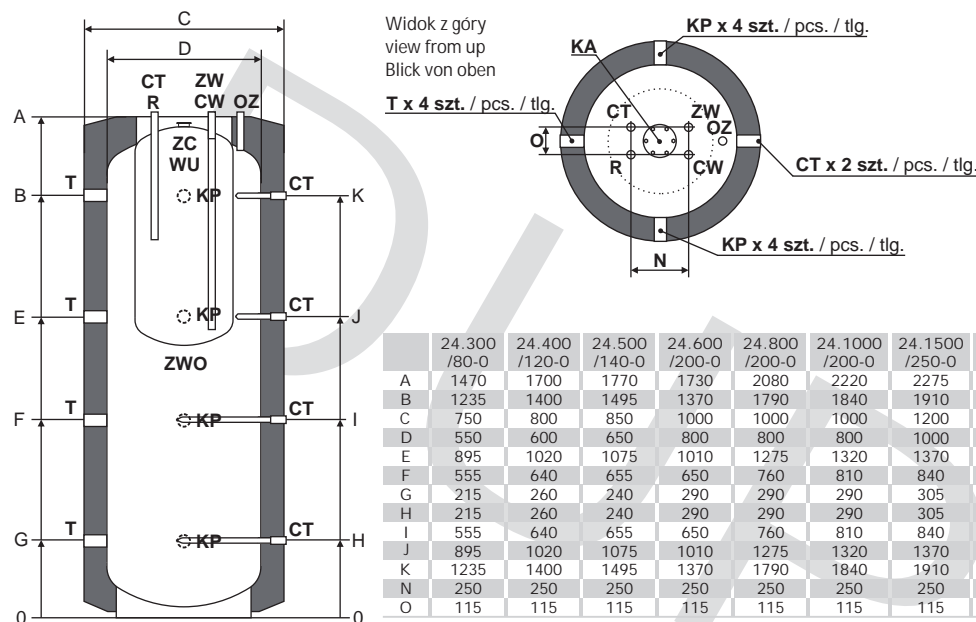 C
D
CT
R
ZW
CW
OZ
A
ZC
WU
T
B
KP
CT
K
T
E
KP
CT
J
ZWO
T
F
KP
CT
I
T
G
KP
CT
H
0
0
Widok z góry
view from up
Blick von oben
KP x 4 szt. / pcs. / tlg.
KA
T x 4 szt. / pcs. / tlg.
CT
ZW
OZ
O
R
CW
CT x 2 szt. / pcs. / tlg.
KP x 4 szt. / pcs. / tlg.
N
24.300 24.400 24.500 24.600 24.800 24.1000 24.1500
/80-0 /120-0 /140-0 /200-0 /200-0 /200-0 /250-0
A 1470 1700 1770 1730 2080 2220 2275
B 1235 1400 1495 1370 1790 1840 1910
C 750 800 850 1000 1000 1000 1200
D 550 600 650 800 800 800 1000
E 895 1020 1075 1010 1275 1320 1370
F 555 640 655 650 760 810 840
G 215 260 240 290 290 290 305
H 215 260 240 290 290 290 305
I 555 640 655 650 760 810 840
J 895 1020 1075 1010 1275 1320 1370
K 1235 1400 1495 1370 1790 1840 1910
N 250 250 250 250 250 250 250
O 115 115 115 115 115 115 115